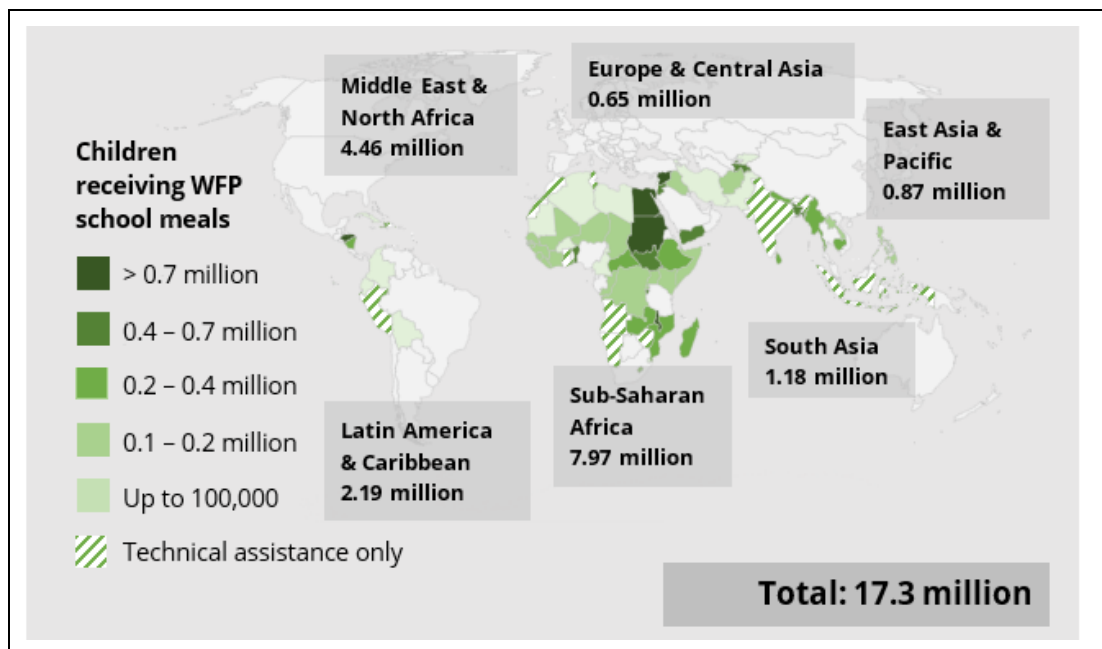 Middle East &
North Africa
4.46 million
Europe & Central Asia
0.65 million
East Asia &
Pacific
0.87 million
Children
receiving WFP
school meals
> 0.7 million
0.4 – 0.7 million
0.2 – 0.4 million
0.1 – 0.2 million
Up to 100,000
Technical assistance only
Latin America
& Caribbean
2.19 million
Sub-Saharan
Africa
7.97 million
South Asia
1.18 million
Total: 17.3 million